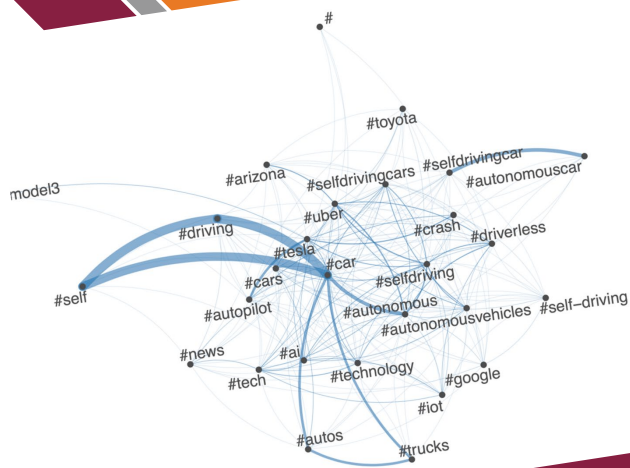 #
#toyota
#selfdrivingcar
#autonomouscar
#arizona
#selfdrivingcars
model3
#uber
#crash
#driving
#driverless
#tesla
#car
#cars
#selfdriving
#self
#autopilot
#autonomous
#self-driving
#autonomousvehicles
#news
#ai
#tech
#technology
#google
#iot
#autos
#trucks